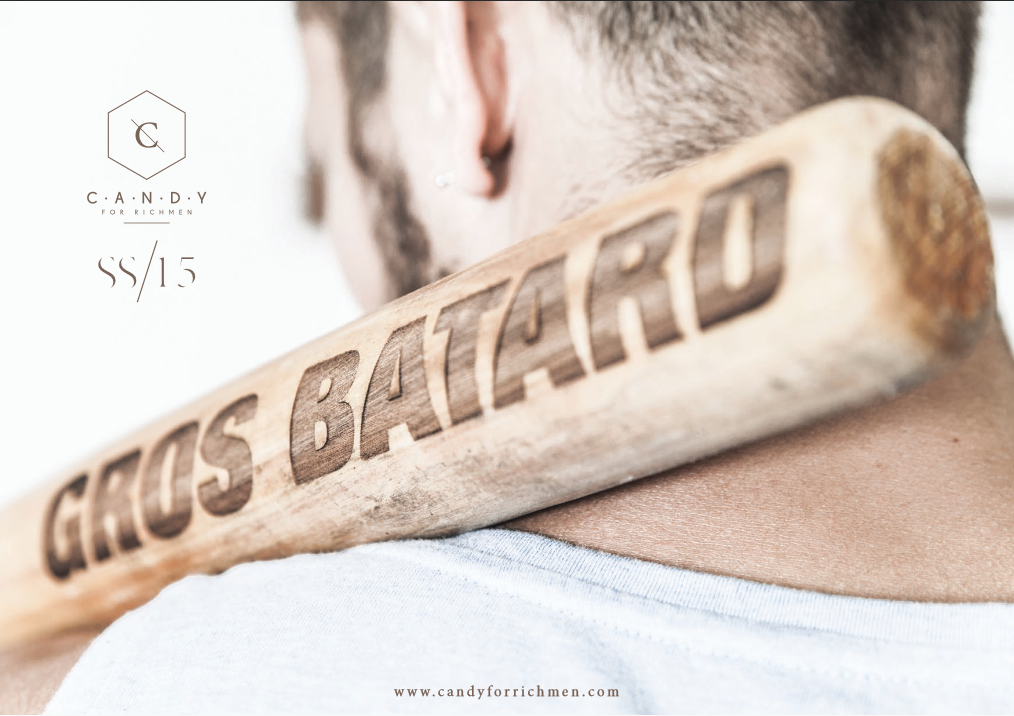 C
C·A·N·D·Y
FOR RICHMEN
SS/15
GROS BATARD
www.candyforrichmen.com